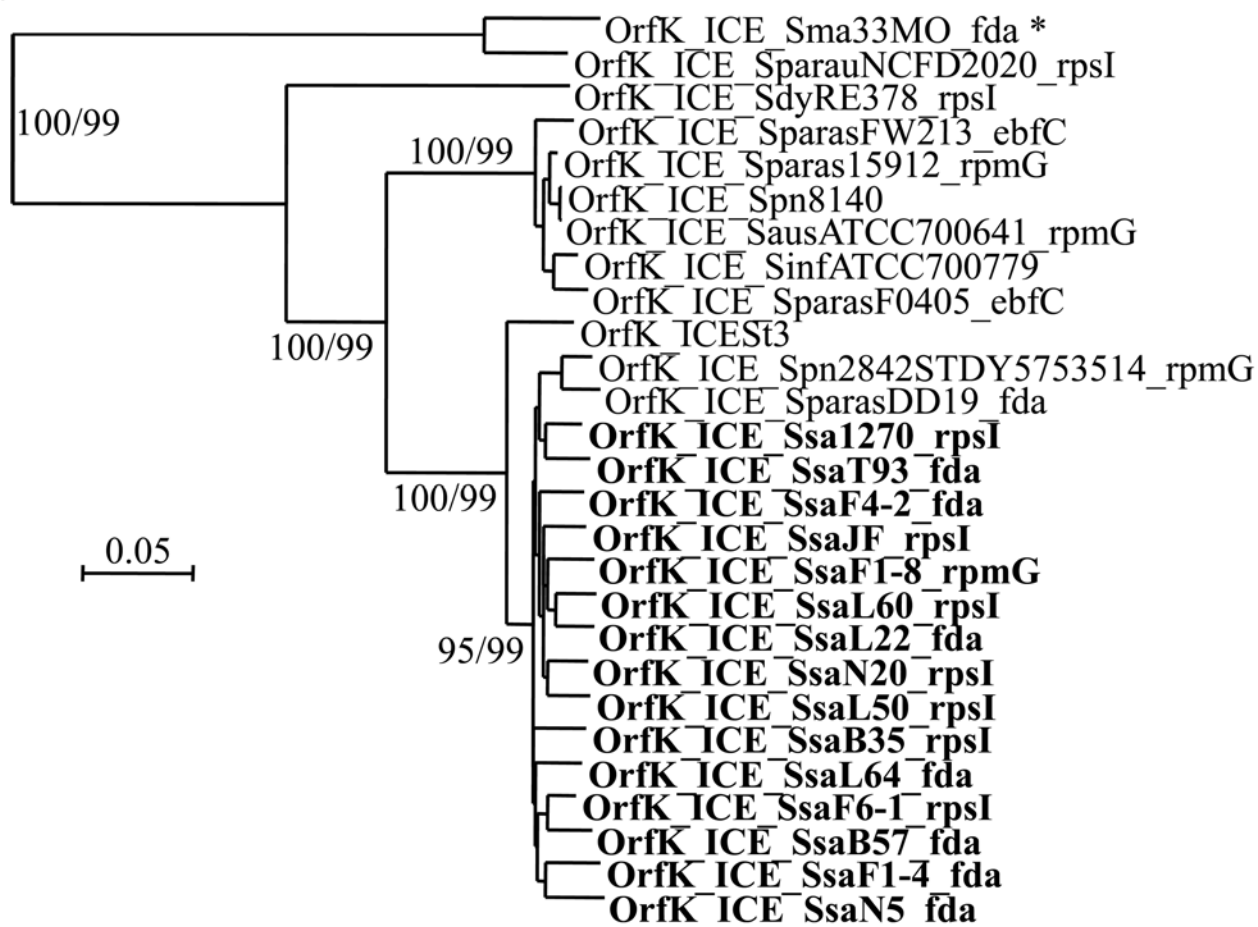 OrfK_ICE_Sma33MO_fda *
OrfK_ICE_SparauNCFD2020_rpsI
OrfK_ICE_SdyRE378_rpsI
100/99
OrfK_ICE_SparasFW213_ebfC
100/99
OrfK_ICE_Sparas15912_rpmG
OrfK_ICE_Spn8140
OrfK_ICE_SausATCC700641_rpmG
OrfK_ICE_SinfATCC700779
OrfK_ICE_SparasF0405_ebfC
OrfK_ICESt3
100/99
OrfK_ICE_Spn2842STDY5753514_rpmG
OrfK_ICE_SparasDD19_fda
OrfK_ICE_Ssa1270_rpsI
OrfK_ICE_SsaT93_fda
100/99
OrfK_ICE_SsaF4-2_fda
OrfK_ICE_SsaJF_rpsI
0.05
OrfK_ICE_SsaF1-8_rpmG
OrfK_ICE_SsaL60_rpsI
OrfK_ICE_SsaL22_fda
95/99
OrfK_ICE_SsaN20_rpsI
OrfK_ICE_SsaL50_rpsI
OrfK_ICE_SsaB35_rpsI
OrfK_ICE_SsaL64_fda
OrfK_ICE_SsaF6-1_rpsI
OrfK_ICE_SsaB57_fda
OrfK_ICE_SsaF1-4_fda
OrfK_ICE_SsaN5_fda